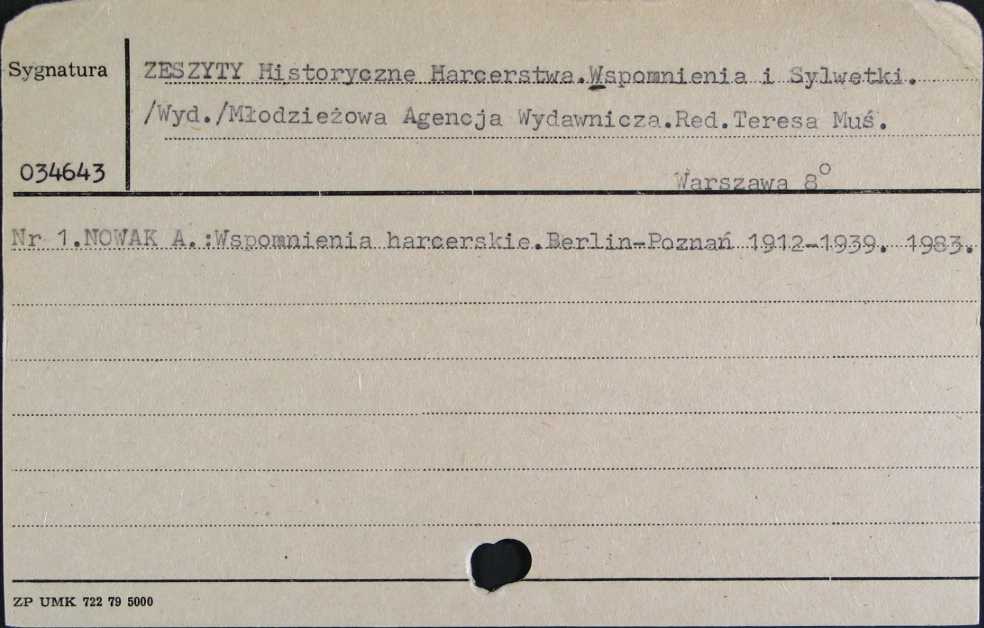 Sygnatura
ZESZYTY Historyczne Harcerstwa.Wspomnienia i Sylwetki.
/Wyd./Młodzieżowa Agencja Wydawnicza.Red.Teresa Muś.
034643
Warszawa 8°
Nr 1.NOWAK A.:Wspomnienia harcerskie.Berlin-Poznań 1912-1939. 1983.
ZP UMK 722 79 5000